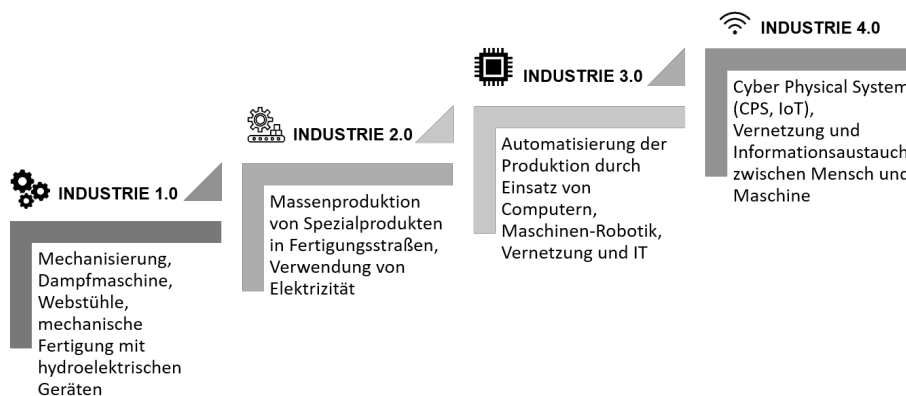 INDUSTRIE 1.0
Mechanisierung,
Dampfmaschine,
Webstühle,
mechanische
Fertigung mit
hydroelektrischen
Geräten
INDUSTRIE 2.0
Massenproduktion
von Spezialprodukten
in Fertigungsstraßen,
Verwendung von
Elektrizität
INDUSTRIE 3.0
Automatisierung der
Produktion durch
Einsatz von
Computern,
Maschinen-Robotik,
Vernetzung und IT
INDUSTRIE 4.0
Cyber Physical System
(CPS, IoT),
Vernetzung und
Informationsaustauch
zwischen Mensch und
Maschine